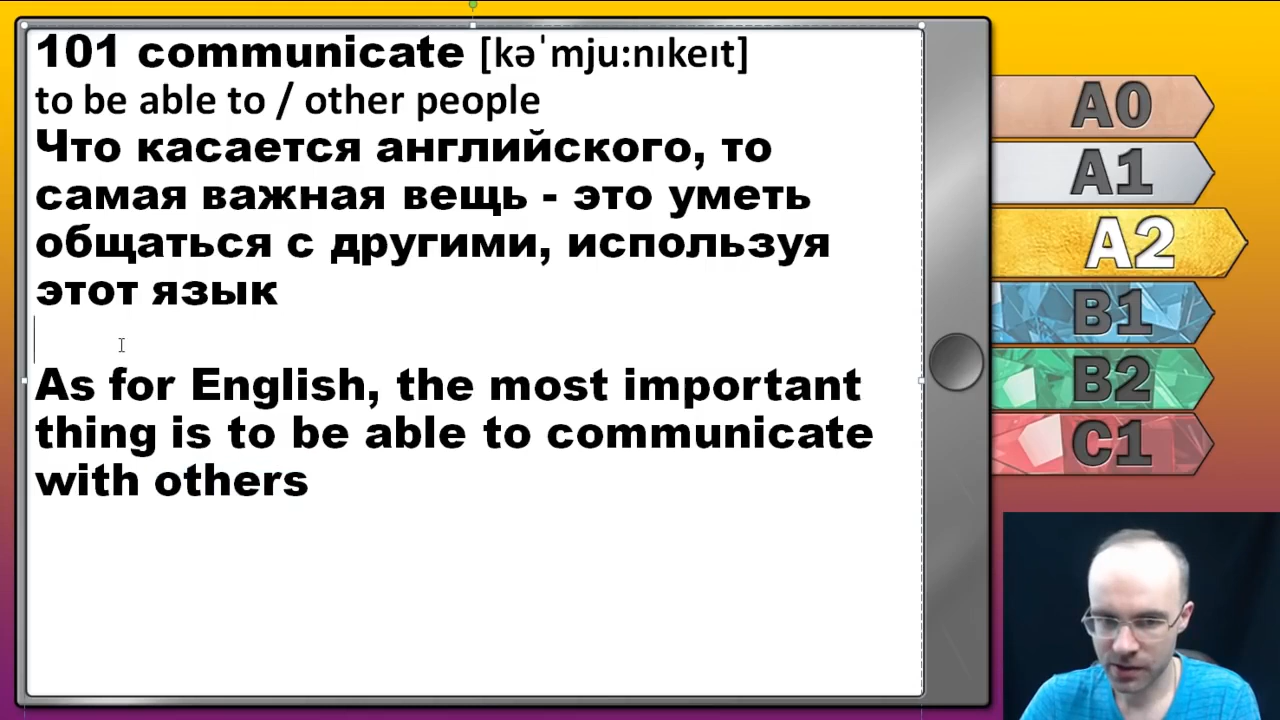 101 communicate [kəˈmju:nıkeıt]
to be able to / other people
Что касается английского, то
самая важная вещь - это уметь
общаться с другими, используя
этот язык
As for English, the most important
thing is to be able to communicate
with others
A0
A1
A2
B1
B2
C1